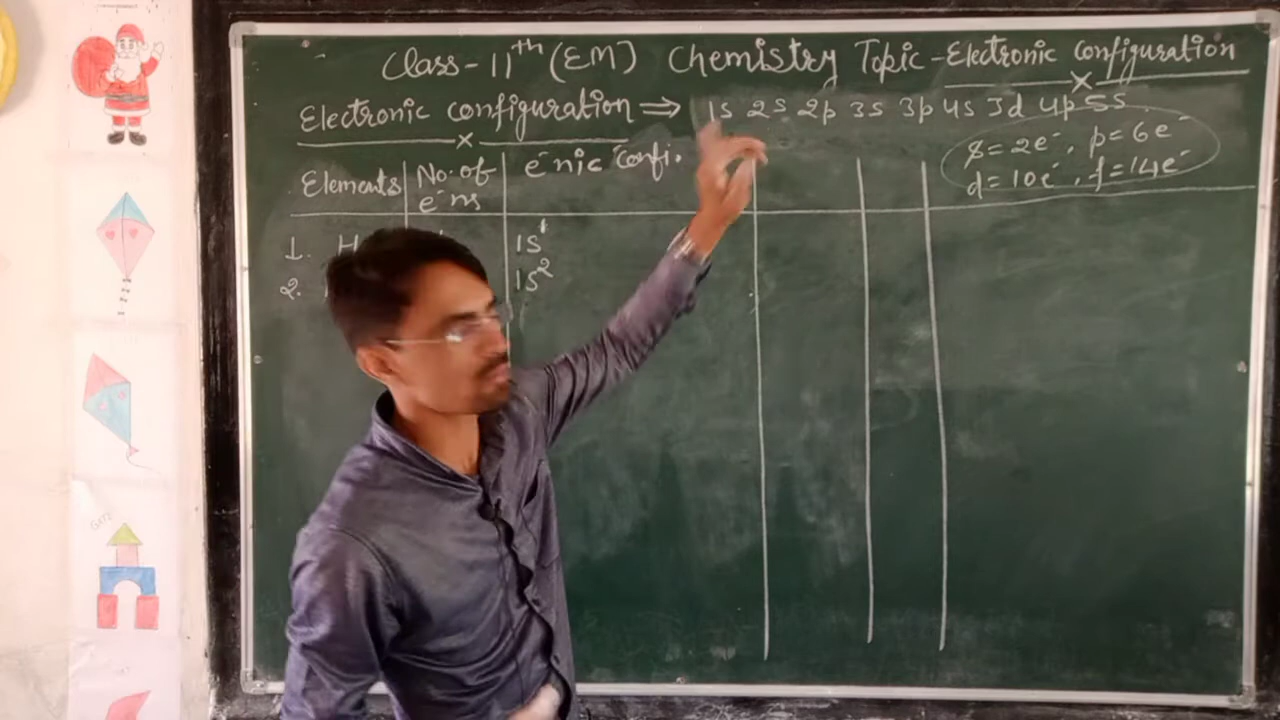 Class - 11th (EM) Chemistry Topic - Electronic Configuration
Electronic configuration ⇒ 1s 2s 2p 3s 3p 4s 3d 4p 5s
s = 2e⁻, p = 6e⁻
d = 10e⁻, f = 14e⁻
Elements No. of e⁻ns e⁻nic Confi.
1. H 1s¹
2. 1s²